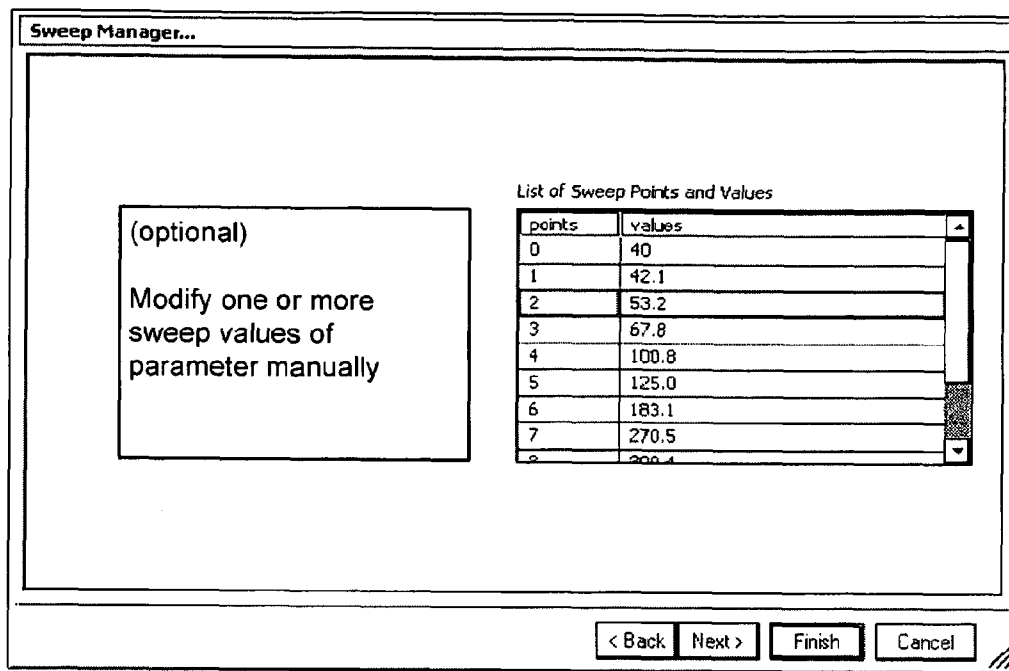 Sweep Manager...
(optional)
Modify one or more
sweep values of
parameter manually
List of Sweep Points and Values
points values
0 40
1 42.1
2 53.2
3 67.8
4 100.8
5 125.0
6 183.1
7 270.5
< Back Next > Finish Cancel